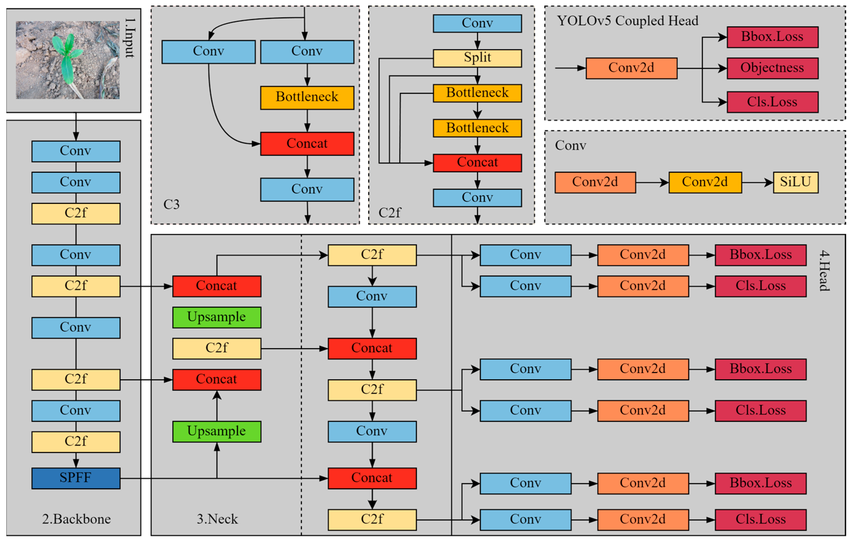 1.Input
Conv
Conv
C2f
Conv
C2f
Conv
C2f
Conv
C2f
SPFF
2.Backbone
Conv
Conv
Bottleneck
Concat
Conv
C3
Conv
Split
Bottleneck
Bottleneck
Concat
Conv
C2f
YOLOv5 Coupled Head
Conv2d
Bbox.Loss
Objectness
Cls.Loss
Conv
Conv2d
Conv2d
SiLU
Concat
Upsample
C2f
Concat
Upsample
3.Neck
C2f
Conv
Concat
C2f
Conv
Concat
C2f
Conv
Conv2d
Bbox.Loss
Conv
Conv2d
Cls.Loss
Conv
Conv2d
Bbox.Loss
Conv
Conv2d
Cls.Loss
Conv
Conv2d
Bbox.Loss
Conv
Conv2d
Cls.Loss
4.Head